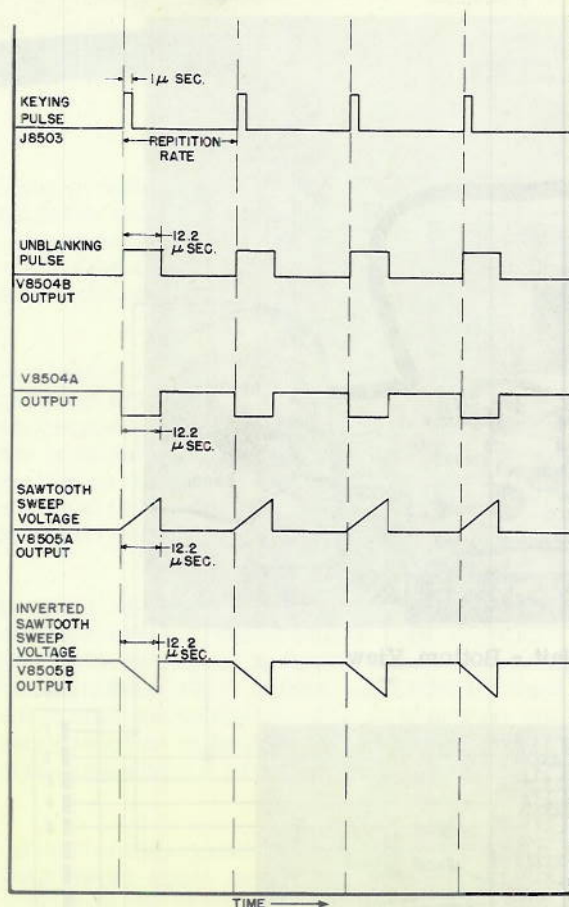 1 μ SEC.
KEYING
PULSE
J8503
REPITITION
RATE
12.2
μ SEC.
UNBLANKING
PULSE
V8504B
OUTPUT
V8504A
OUTPUT
12.2
μ SEC.
SAWTOOTH
SWEEP
VOLTAGE
V8505A
OUTPUT
12.2
μ SEC.
INVERTED
SAWTOOTH
SWEEP
VOLTAGE
12.2
μ SEC.
V8505B
OUTPUT
TIME